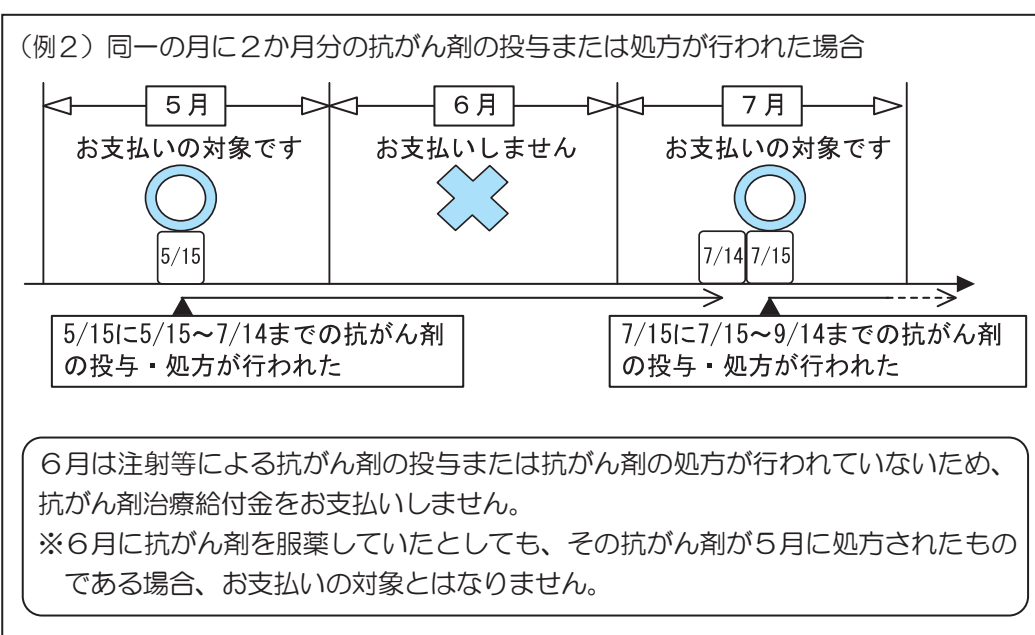 （例２）同一の月に２か月分の抗がん剤の投与または処方が行われた場合
５月
６月
７月
お支払いの対象です
お支払いしません
お支払いの対象です
5/15
7/14
7/15
5/15に5/15～7/14までの抗がん剤
の投与・処方が行われた
7/15に7/15～9/14までの抗がん剤
の投与・処方が行われた
６月は注射等による抗がん剤の投与または抗がん剤の処方が行われていないため、
抗がん剤治療給付金をお支払いしません。
※６月に抗がん剤を服薬していたとしても、その抗がん剤が５月に処方されたもの
である場合、お支払いの対象とはなりません。